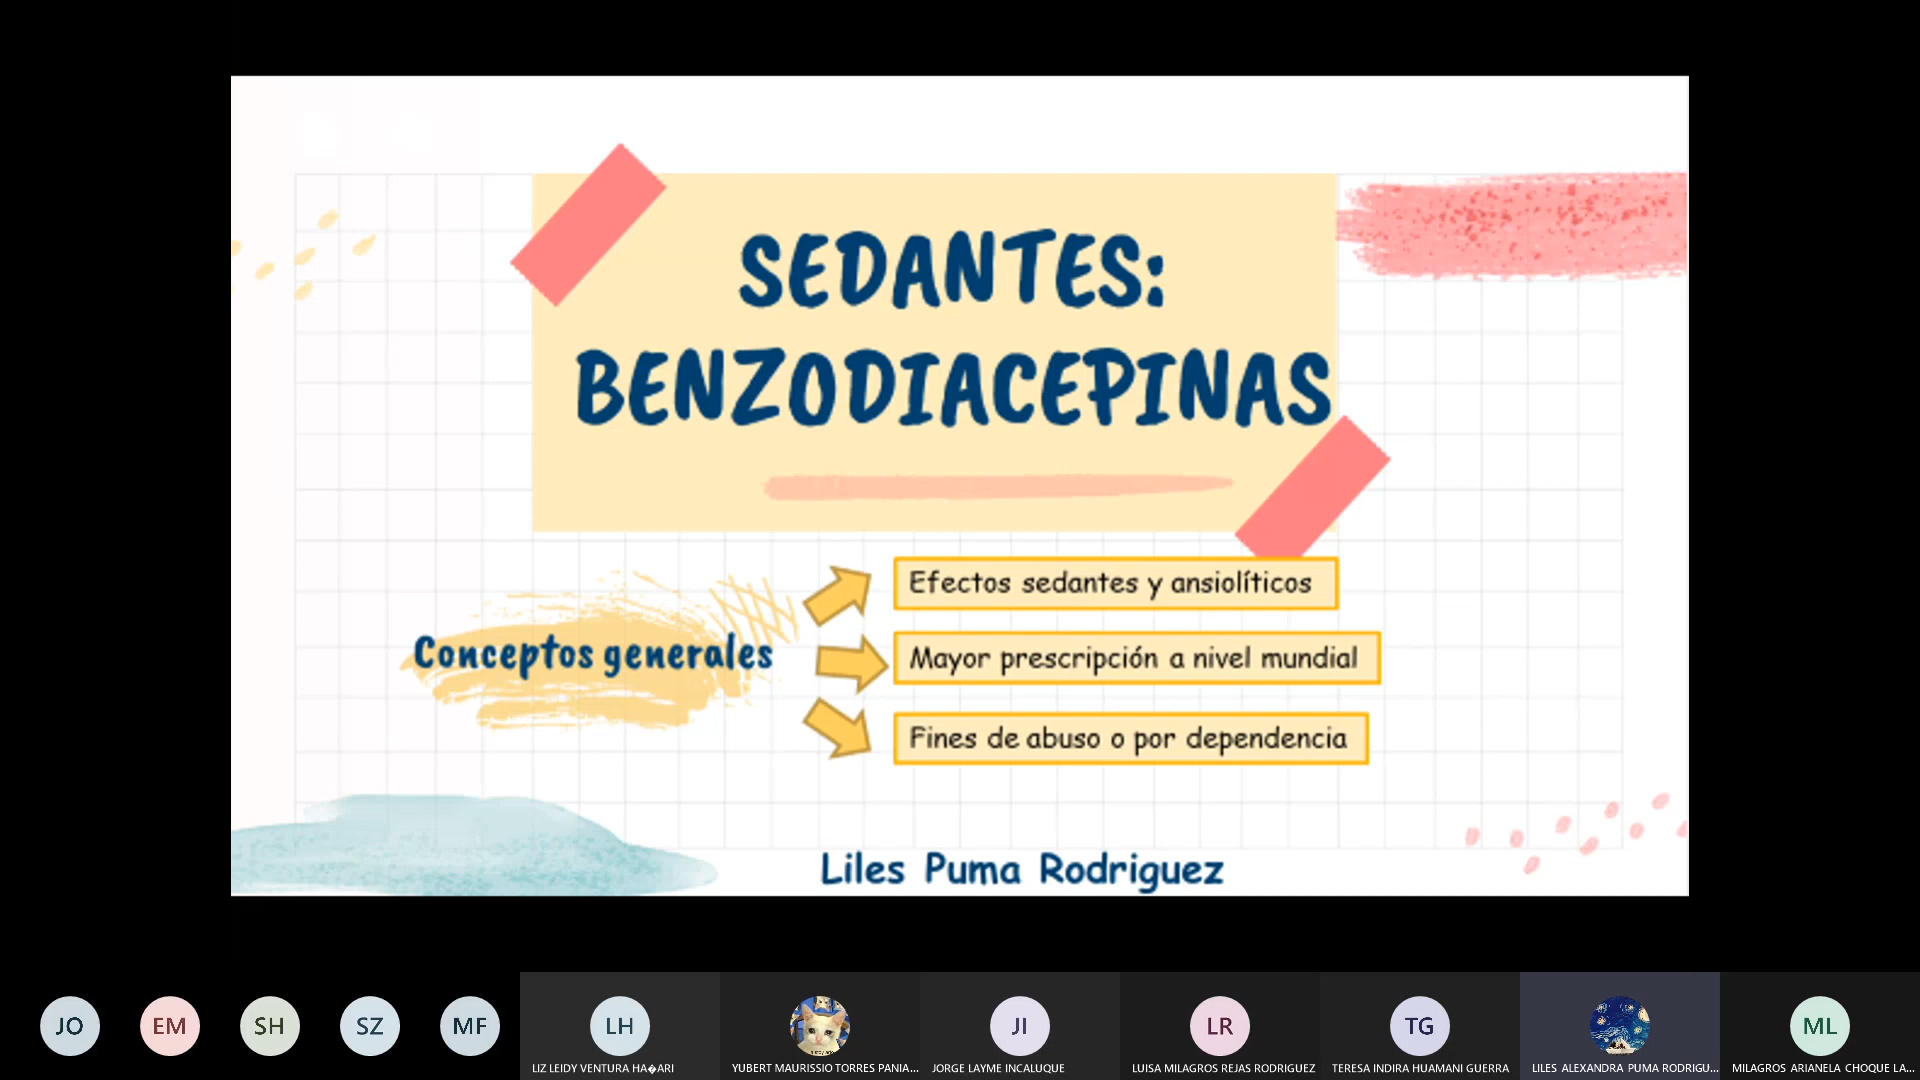 SEDANTES:
BENZODIACEPINAS
Conceptos generales
Efectos sedantes y ansiolíticos
Mayor prescripción a nivel mundial
Fines de abuso o por dependencia
Liles Puma Rodriguez
JO
EM
SH
SZ
MF
LH
JI
LR
TG
ML
LIZ LEIDY VENTURA HA�ARI
YUBERT MAURISSIO TORRES PANIA...
JORGE LAYME INCALUQUE
LUISA MILAGROS REJAS RODRIGUEZ
TERESA INDIRA HUAMANI GUERRA
LILES ALEXANDRA PUMA RODRIGU...
MILAGROS ARIANELA CHOQUE LA...